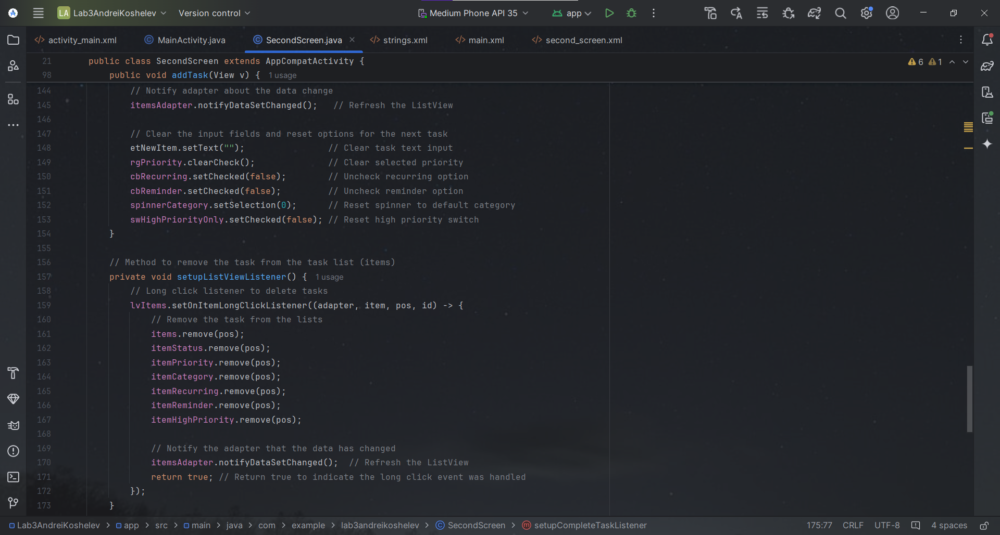 LA Lab3AndreiKoshelev Version control Medium Phone API 35 app
activity_main.xml MainActivity.java SecondScreen.java strings.xml main.xml second_screen.xml
21 public class SecondScreen extends AppCompatActivity { 6 1
98 public void addTask(View v) { 1 usage
144 // Notify adapter about the data change
145 itemsAdapter.notifyDataSetChanged(); // Refresh the ListView
146
147 // Clear the input fields and reset options for the next task
148 etNewItem.setText(""); // Clear task text input
149 rgPriority.clearCheck(); // Clear selected priority
150 cbRecurring.setChecked(false); // Uncheck recurring option
151 cbReminder.setChecked(false); // Uncheck reminder option
152 spinnerCategory.setSelection(0); // Reset spinner to default category
153 swHighPriorityOnly.setChecked(false); // Reset high priority switch
154 }
155
156 // Method to remove the task from the task list (items)
157 private void setupListViewListener() { 1 usage
158 // Long click listener to delete tasks
159 lvItems.setOnItemLongClickListener((adapter, item, pos, id) -> {
160 // Remove the task from the lists
161 items.remove(pos);
162 itemStatus.remove(pos);
163 itemPriority.remove(pos);
164 itemCategory.remove(pos);
165 itemRecurring.remove(pos);
166 itemReminder.remove(pos);
167 itemHighPriority.remove(pos);
168
169 // Notify the adapter that the data has changed
170 itemsAdapter.notifyDataSetChanged(); // Refresh the ListView
171 return true; // Return true to indicate the long click event was handled
172 });
173 }
Lab3AndreiKoshelev > app > src > main > java > com > example > lab3andreikoshelev > SecondScreen > setupCompleteTaskListener 175:77 CRLF UTF-8 4 spaces